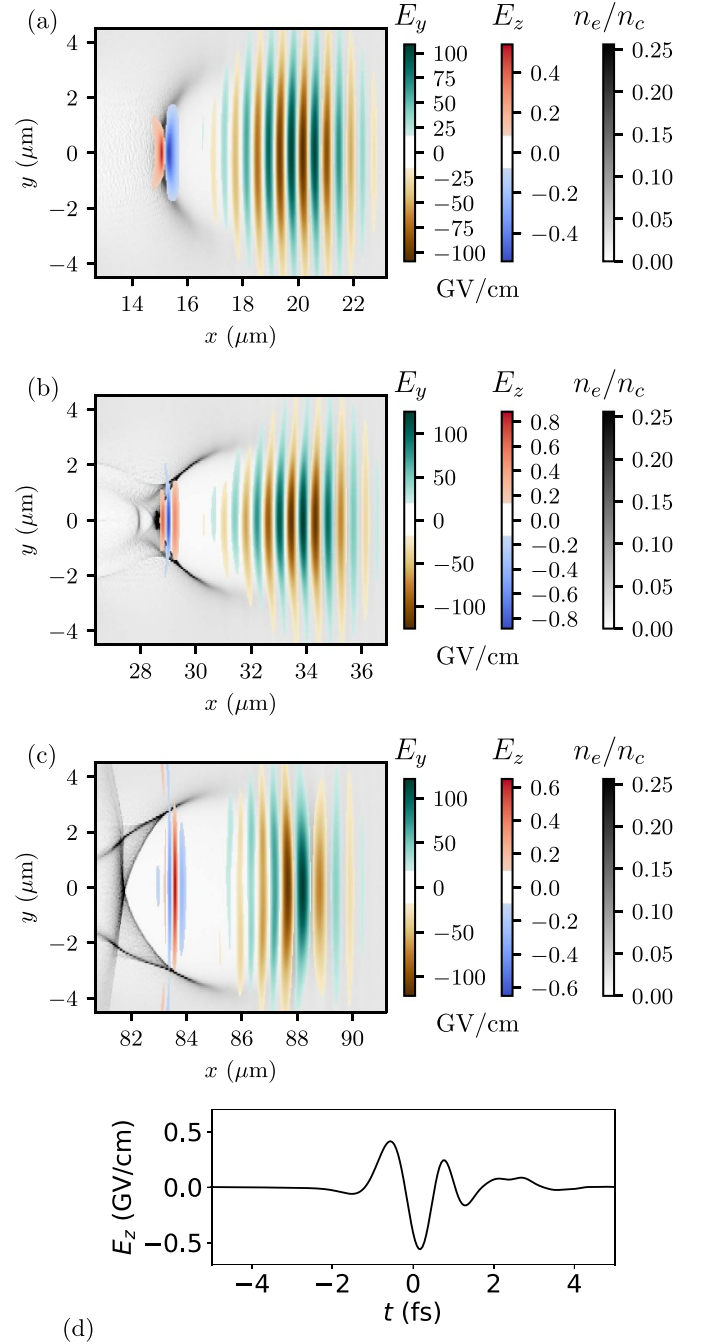 (a)
E_y E_z n_e/n_c
4 100 0.4 0.25
2 75 0.20
50 0.2
25 0.15
y (μm) 0 0 0.0
−25 0.10
−2 −50 −0.2 0.05
−75
−4 −100 −0.4 0.00
14 16 18 20 22 GV/cm
x (μm)
(b)
E_y E_z n_e/n_c
4 100 0.8 0.25
0.6
2 50 0.4 0.20
0.2 0.15
y (μm) 0 0 0.0
−0.2 0.10
−2 −50 −0.4
−0.6 0.05
−4 −100 −0.8 0.00
28 30 32 34 36 GV/cm
x (μm)
(c)
E_y E_z n_e/n_c
4 100 0.6 0.25
0.4 0.20
2 50 0.2 0.15
y (μm) 0 0 0.0
−0.2 0.10
−2 −50 −0.4 0.05
−4 −100 −0.6 0.00
82 84 86 88 90 GV/cm
x (μm)
E_z (GV/cm)
0.5
0.0
−0.5
−4 −2 0 2 4
t (fs)
(d)